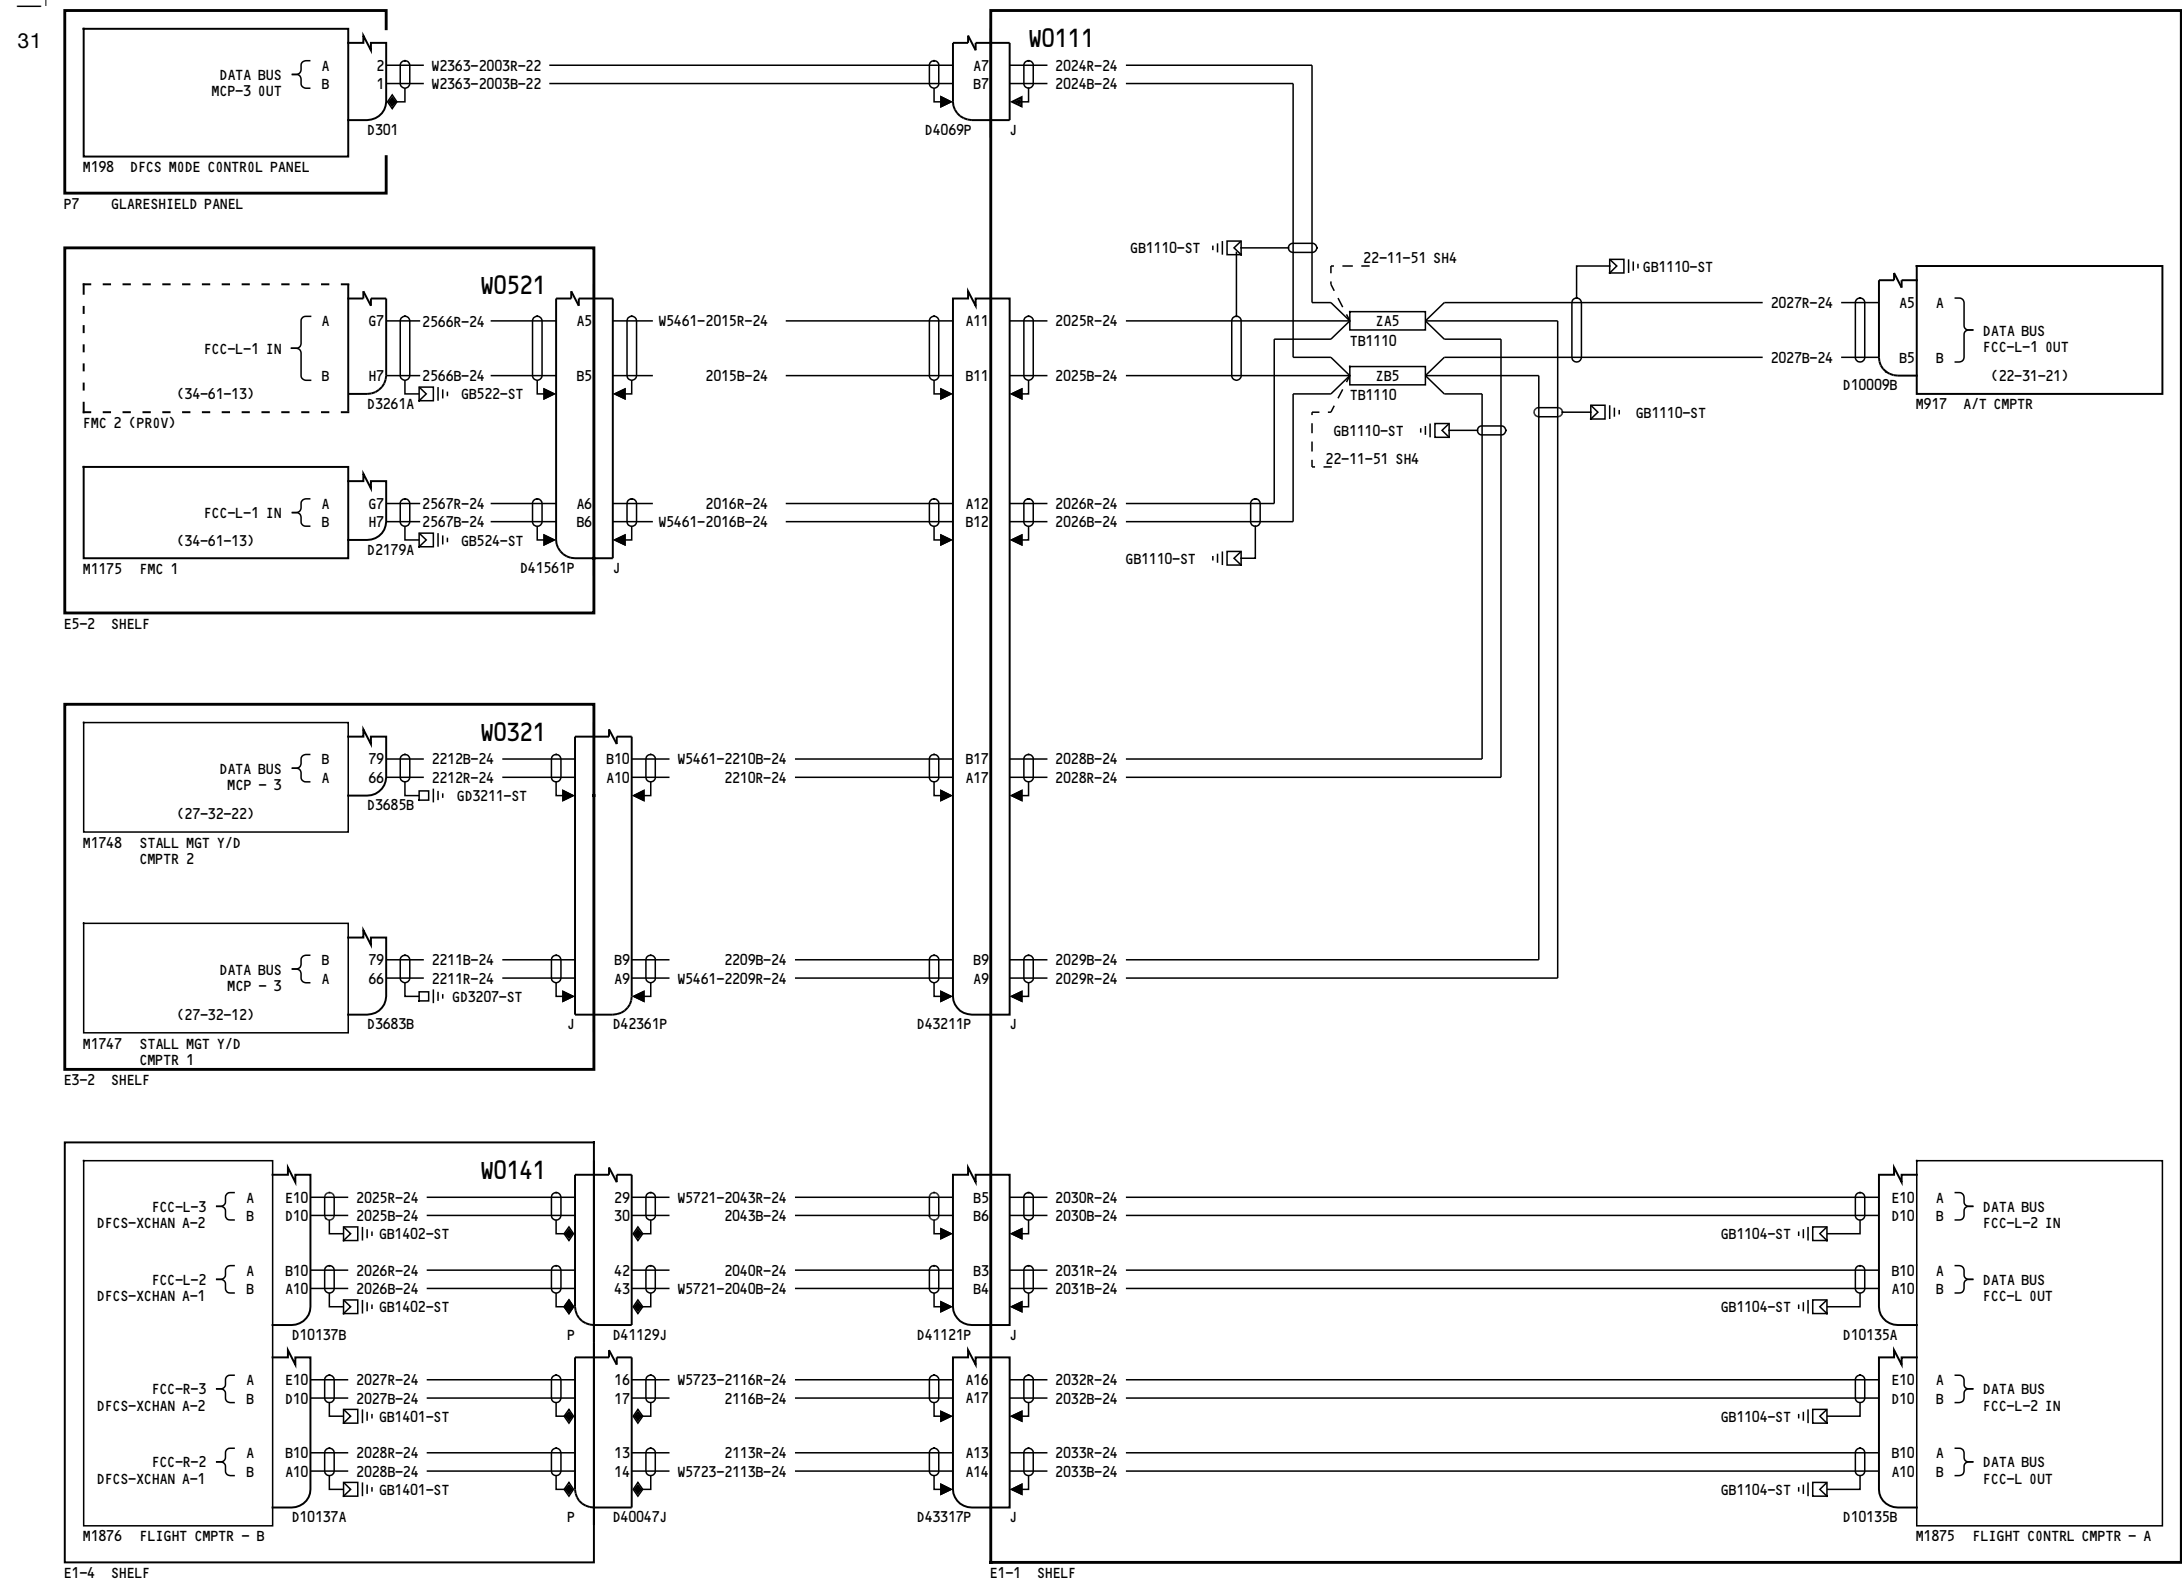 31
W0111
DATA BUS
MCP-3 OUT
A
B
2
1
W2363-2003R-22
W2363-2003B-22
A7
B7
2024R-24
2024B-24
D301
D4069P
J
M198 DFCS MODE CONTROL PANEL
P7 GLARESHIELD PANEL
GB1110-ST
22-11-51 SH4
GB1110-ST
W0521
FCC-L-1 IN
A
B
(34-61-13)
G7
H7
2566R-24
2566B-24
GB522-ST
D3261A
FMC 2 (PROV)
A5
B5
W5461-2015R-24
2015B-24
A11
B11
2025R-24
2025B-24
ZA5
TB1110
ZB5
TB1110
2027R-24
2027B-24
A5
B5
A
B
DATA BUS
FCC-L-1 OUT
(22-31-21)
D10009B
M917 A/T CMPTR
GB1110-ST
GB1110-ST
22-11-51 SH4
FCC-L-1 IN
A
B
(34-61-13)
G7
H7
2567R-24
2567B-24
GB524-ST
D2179A
M1175 FMC 1
A6
B6
2016R-24
W5461-2016B-24
A12
B12
2026R-24
2026B-24
GB1110-ST
D41561P
J
E5-2 SHELF
W0321
DATA BUS
MCP - 3
B
A
(27-32-22)
79
66
2212B-24
2212R-24
GD3211-ST
D3685B
M1748 STALL MGT Y/D
CMPTR 2
B10
A10
W5461-2210B-24
2210R-24
B17
A17
2028B-24
2028R-24
DATA BUS
MCP - 3
B
A
(27-32-12)
79
66
2211B-24
2211R-24
GD3207-ST
D3683B
M1747 STALL MGT Y/D
CMPTR 1
B9
A9
2209B-24
W5461-2209R-24
B9
A9
2029B-24
2029R-24
J
D42361P
D43211P
J
E3-2 SHELF
W0141
FCC-L-3
DFCS-XCHAN A-2
A
B
E10
D10
2025R-24
2025B-24
GB1402-ST
29
30
W5721-2043R-24
2043B-24
B5
B6
2030R-24
2030B-24
GB1104-ST
E10
D10
A
B
DATA BUS
FCC-L-2 IN
FCC-L-2
DFCS-XCHAN A-1
A
B
B10
A10
2026R-24
2026B-24
GB1402-ST
42
43
2040R-24
W5721-2040B-24
B3
B4
2031R-24
2031B-24
GB1104-ST
B10
A10
A
B
DATA BUS
FCC-L OUT
D10137B
P
D41129J
D41121P
J
D10135A
FCC-R-3
DFCS-XCHAN A-2
A
B
E10
D10
2027R-24
2027B-24
GB1401-ST
16
17
W5723-2116R-24
2116B-24
A16
A17
2032R-24
2032B-24
GB1104-ST
E10
D10
A
B
DATA BUS
FCC-L-2 IN
FCC-R-2
DFCS-XCHAN A-1
A
B
B10
A10
2028R-24
2028B-24
GB1401-ST
13
14
2113R-24
W5723-2113B-24
A13
A14
2033R-24
2033B-24
GB1104-ST
B10
A10
A
B
DATA BUS
FCC-L OUT
D10137A
P
D40047J
D43317P
J
D10135B
M1876 FLIGHT CMPTR - B
M1875 FLIGHT CONTRL CMPTR - A
E1-4 SHELF
E1-1 SHELF